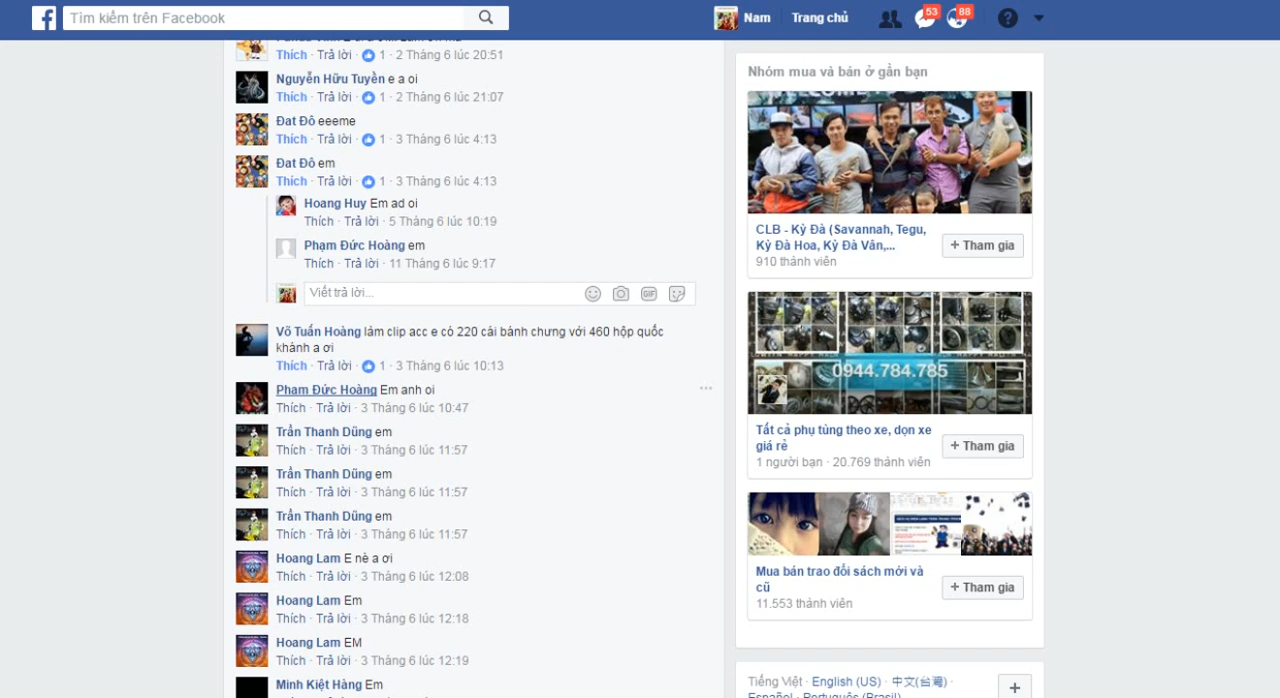 Tìm kiếm trên Facebook
Nam
Trang chủ
53
88
Thích · Trả lời · 1 · 2 Tháng 6 lúc 20:51
Nguyễn Hữu Tuyền e a oi
Thích · Trả lời · 1 · 2 Tháng 6 lúc 21:07
Đat Đô eeeme
Thích · Trả lời · 1 · 3 Tháng 6 lúc 4:13
Đat Đô em
Thích · Trả lời · 1 · 3 Tháng 6 lúc 4:13
Hoang Huy Em ad oi
Thích · Trả lời · 5 Tháng 6 lúc 10:19
Phạm Đức Hoàng em
Thích · Trả lời · 11 Tháng 6 lúc 9:17
Viết trả lời...
GIF
Võ Tuấn Hoàng làm clip acc e có 220 cái bánh chưng với 460 hộp quốc
khánh a ơi
Thích · Trả lời · 1 · 3 Tháng 6 lúc 10:13
Phạm Đức Hoàng Em anh oi
Thích · Trả lời · 3 Tháng 6 lúc 10:47
Trần Thanh Dũng em
Thích · Trả lời · 3 Tháng 6 lúc 11:57
Trần Thanh Dũng em
Thích · Trả lời · 3 Tháng 6 lúc 11:57
Trần Thanh Dũng em
Thích · Trả lời · 3 Tháng 6 lúc 11:57
Hoang Lam E nè a ơi
Thích · Trả lời · 3 Tháng 6 lúc 12:08
Hoang Lam Em
Thích · Trả lời · 3 Tháng 6 lúc 12:18
Hoang Lam EM
Thích · Trả lời · 3 Tháng 6 lúc 12:19
Minh Kiệt Hàng Em
Nhóm mua và bán ở gần bạn
CLB - Kỳ Đà (Savannah, Tegu,
Kỳ Đà Hoa, Kỳ Đà Vân,...
910 thành viên
+ Tham gia
0944.784.785
Tất cả phụ tùng theo xe, dọn xe
giá rẻ
1 người bạn · 20.769 thành viên
+ Tham gia
Mua bán trao đổi sách mới và
cũ
11.553 thành viên
+ Tham gia
Tiếng Việt · English (US) · 中文(台灣) ·
Español · Português (Brasil)